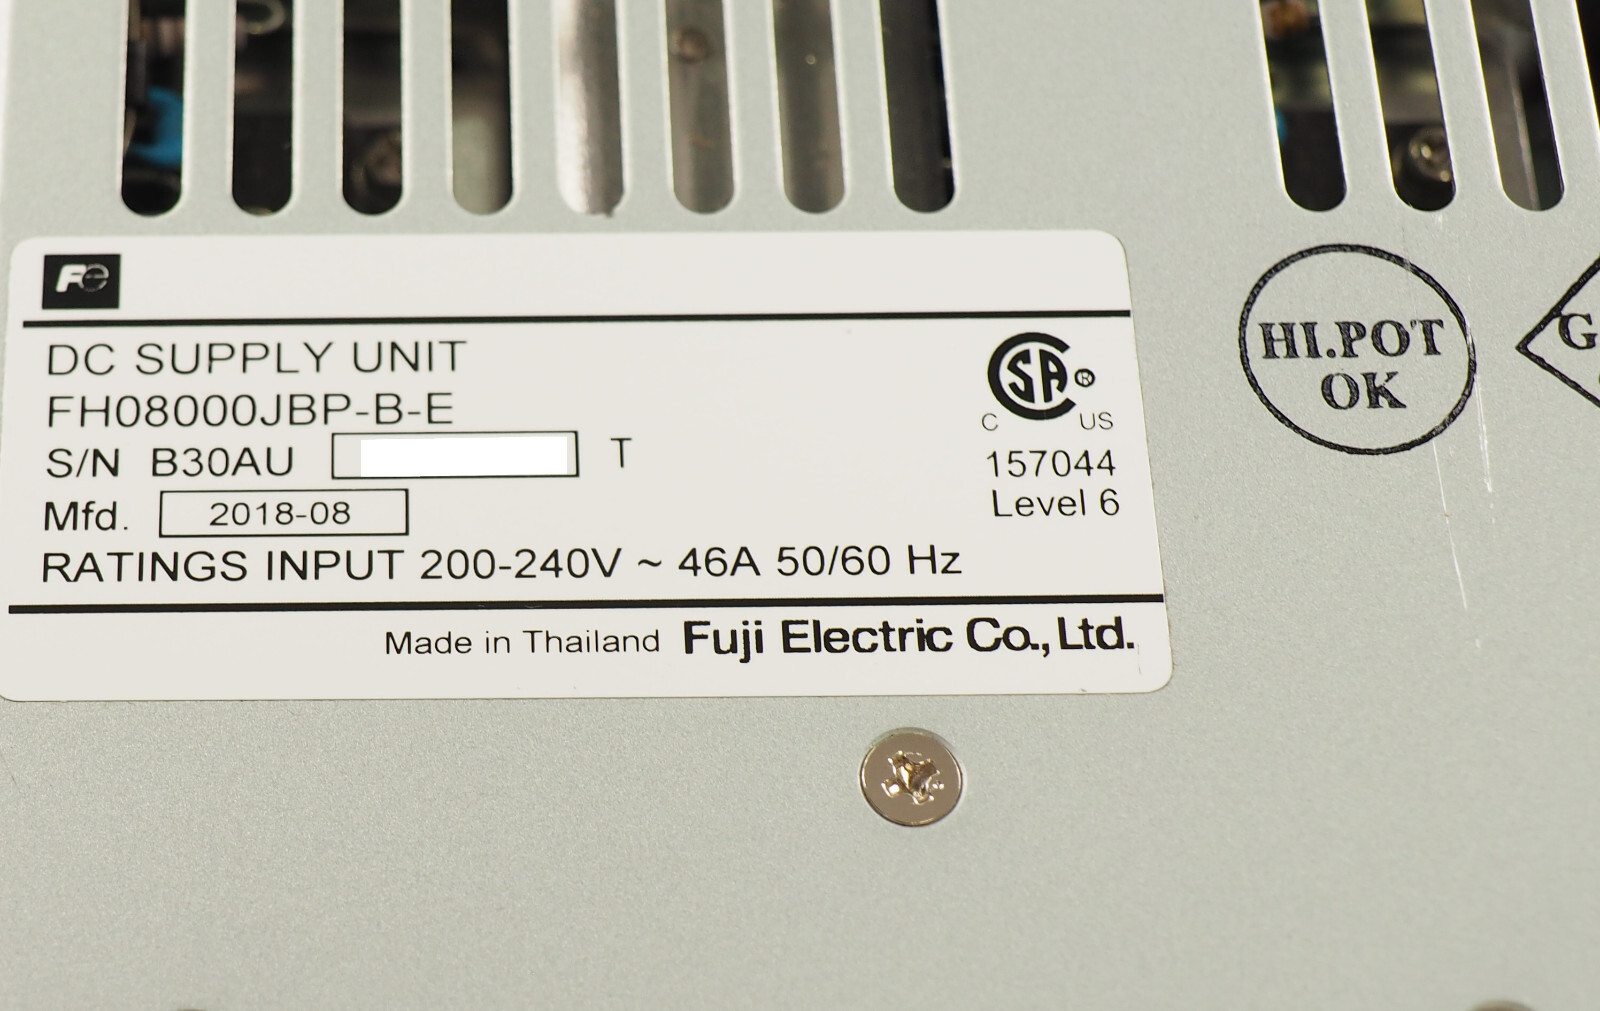 Fe
DC SUPPLY UNIT
FH08000JBP-B-E
S/N B30AU T
Mfd. 2018-08
RATINGS INPUT 200-240V ~ 46A 50/60 Hz
CSA ®
C US
157044
Level 6
Made in Thailand Fuji Electric Co., Ltd.
HI.POT
OK
G